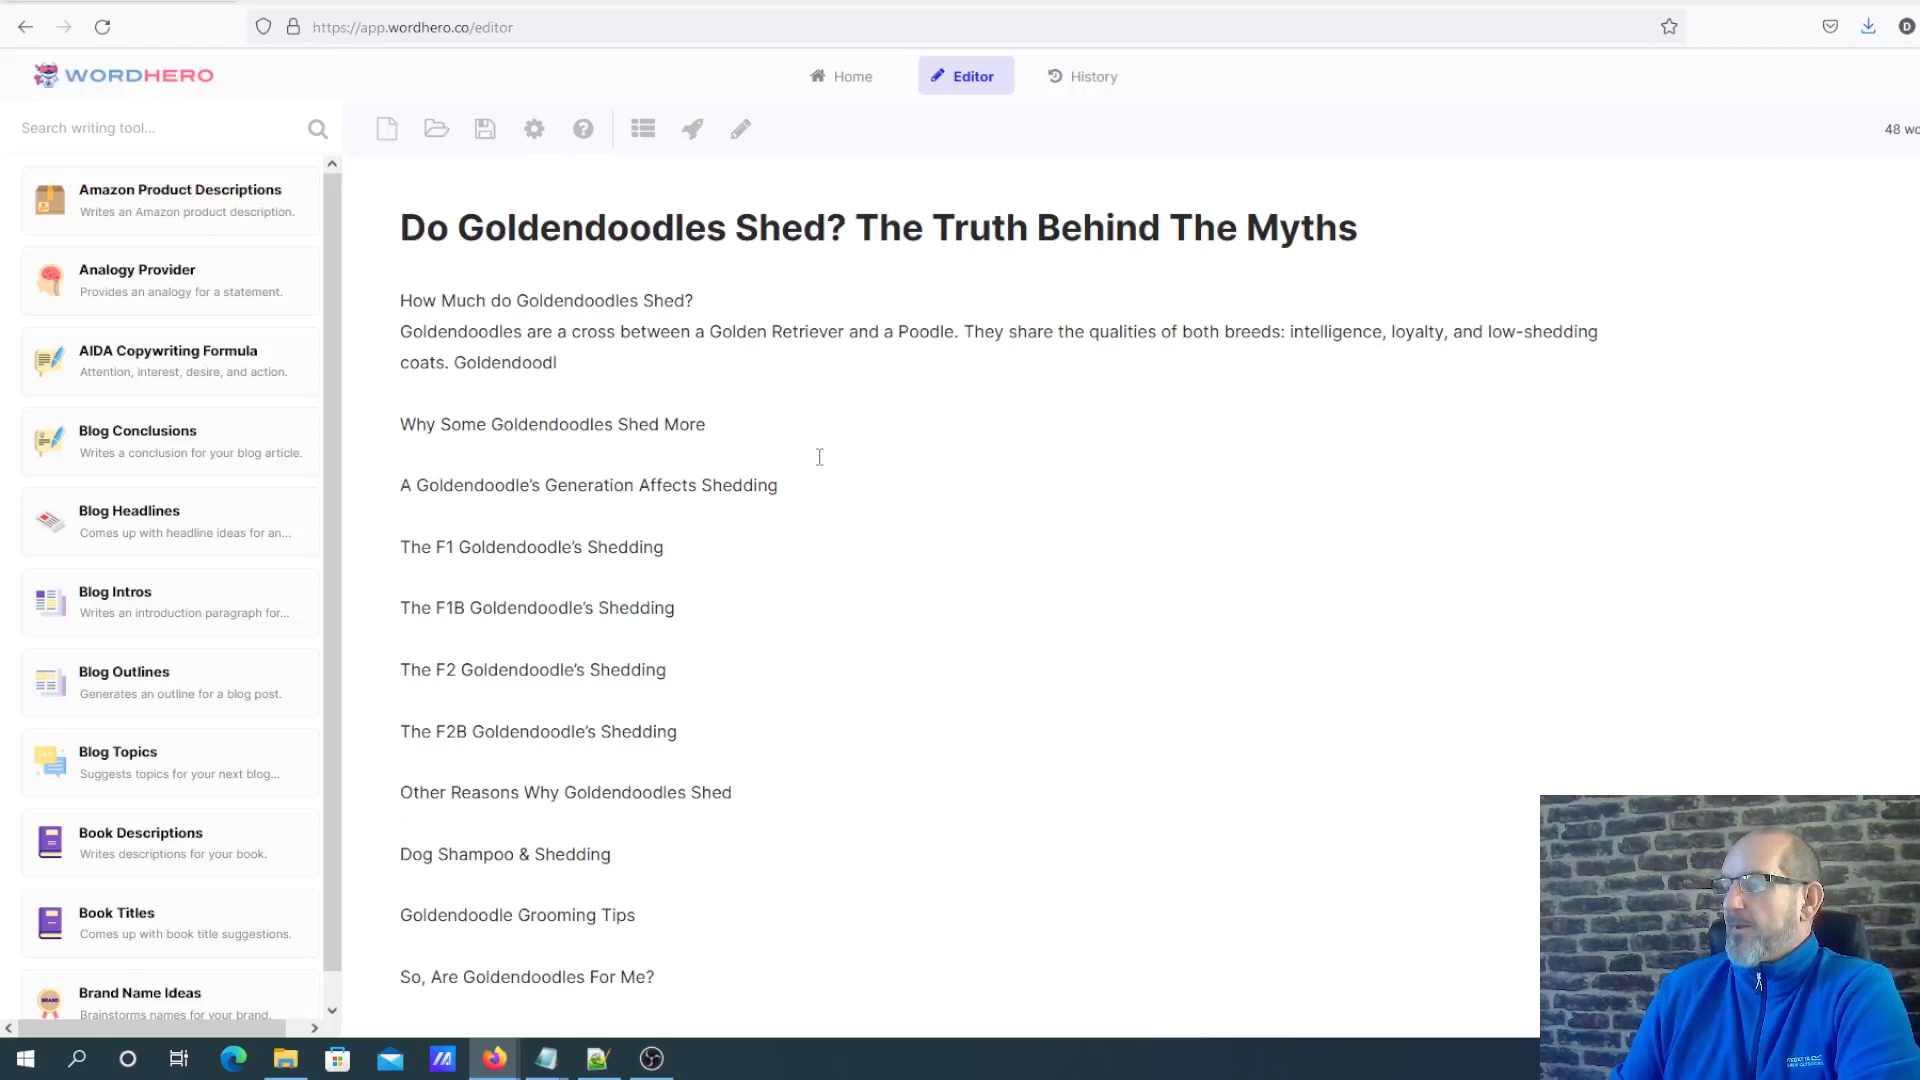 https://app.wordhero.co/editor
D
WORDHERO
Home
Editor
History
Search writing tool...
48 wo
Amazon Product Descriptions
Writes an Amazon product description.
Analogy Provider
Provides an analogy for a statement.
AIDA Copywriting Formula
Attention, interest, desire, and action.
Blog Conclusions
Writes a conclusion for your blog article.
Blog Headlines
Comes up with headline ideas for an...
Blog Intros
Writes an introduction paragraph for...
Blog Outlines
Generates an outline for a blog post.
Blog Topics
Suggests topics for your next blog...
Book Descriptions
Writes descriptions for your book.
Book Titles
Comes up with book title suggestions.
Brand Name Ideas
Brainstorms names for your brand.
Do Goldendoodles Shed? The Truth Behind The Myths
How Much do Goldendoodles Shed?
Goldendoodles are a cross between a Golden Retriever and a Poodle. They share the qualities of both breeds: intelligence, loyalty, and low-shedding
coats. Goldendoodl
Why Some Goldendoodles Shed More
A Goldendoodle’s Generation Affects Shedding
The F1 Goldendoodle’s Shedding
The F1B Goldendoodle’s Shedding
The F2 Goldendoodle’s Shedding
The F2B Goldendoodle’s Shedding
Other Reasons Why Goldendoodles Shed
Dog Shampoo & Shedding
Goldendoodle Grooming Tips
So, Are Goldendoodles For Me?